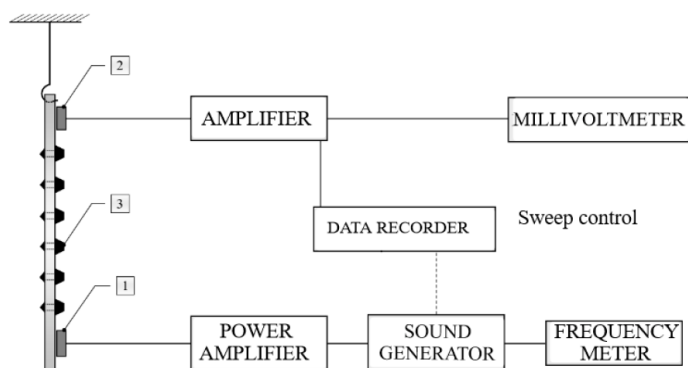 2
AMPLIFIER
MILLIVOLTMETER
3
DATA RECORDER
Sweep control
1
POWER
AMPLIFIER
SOUND
GENERATOR
FREQUENCY
METER